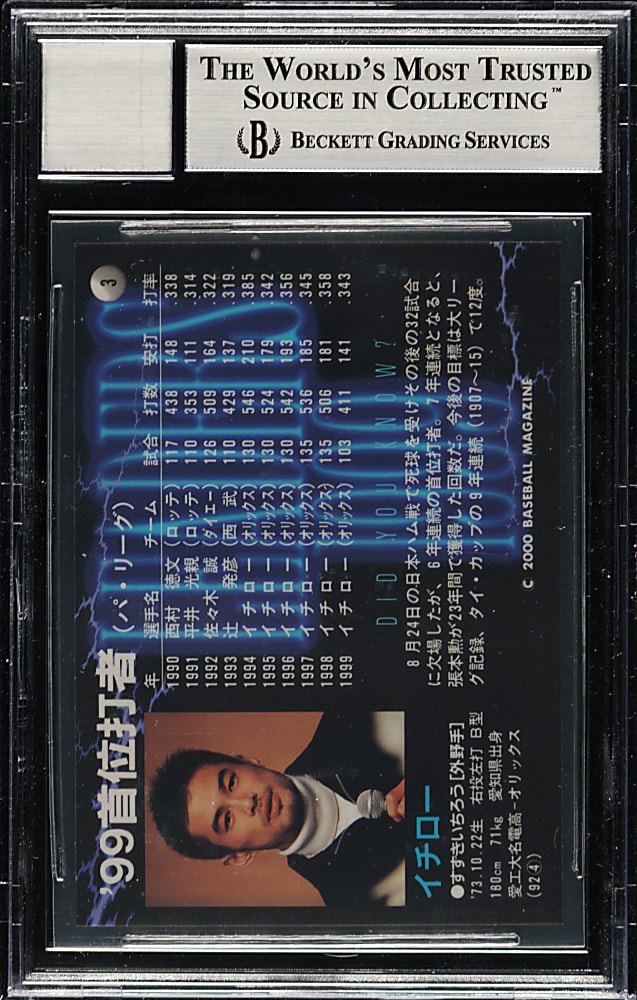 THE WORLD'S MOST TRUSTED
SOURCE IN COLLECTING™
B BECKETT GRADING SERVICES
3
'99首位打者(パ・リーグ)
年 選手名 チーム 試合 打数 安打 打率
1990 西村 徳文(ロッテ) 117 438 148 .338
1991 平井 光親(ロッテ) 110 353 111 .314
1992 佐々木 誠(ダイエー) 126 509 164 .322
1993 辻 発彦(西 武) 110 429 137 .319
1994 イチロー(オリックス) 130 546 210 .385
1995 イチロー(オリックス) 130 524 179 .342
1996 イチロー(オリックス) 130 542 193 .356
1997 イチロー(オリックス) 135 536 185 .345
1998 イチロー(オリックス) 135 506 181 .358
1999 イチロー(オリックス) 103 411 141 .343
DID YOU KNOW?
8月24日の日本ハム戦で死球を受けその後の32試合
に欠場したが、6年連続の首位打者。7年連続となると、
張本勲が23年間で獲得した回数だ。今後の目標は大リー
グ記録、タイ・カップの9年連続(1907〜15)で12度。
イチロー
●すずきいちろう[外野手]
'73.10.22生 右投左打 B型
180cm 71kg 愛知県出身
愛工大名電高-オリックス
(92④)
© 2000 BASEBALL MAGAZINE